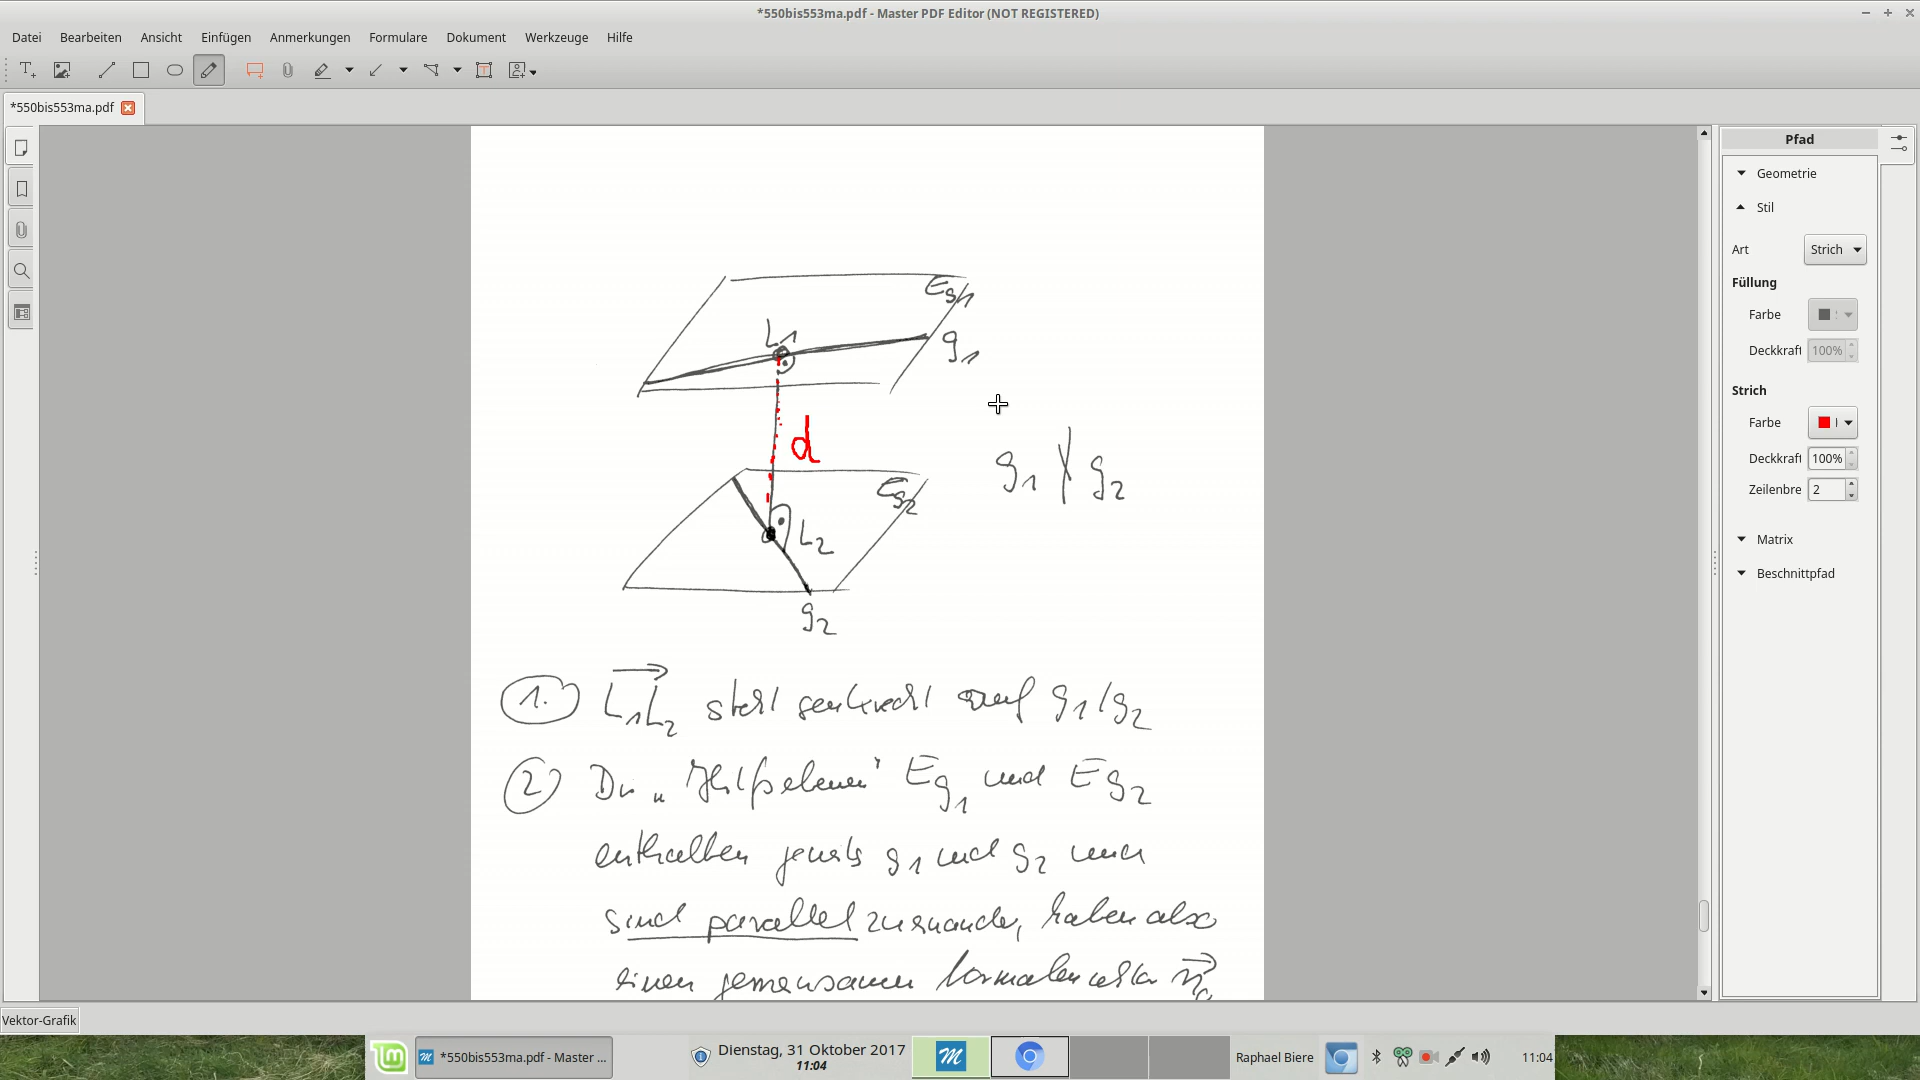 *550bis553ma.pdf - Master PDF Editor (NOT REGISTERED)
Datei Bearbeiten Ansicht Einfügen Anmerkungen Formulare Dokument Werkzeuge Hilfe
*550bis553ma.pdf
E g1
L1
g1
d
g1 g2
E g2
L2
g2
1. L1L2 steht senkrecht auf g1/g2
2 Die „Hilfsebenen" Eg1 und Eg2
enthalten jeweils g1 und g2 und
sind parallel zueinander, haben also
einen gemeinsamen Normalenvektor n
Pfad
Geometrie
Stil
Art Strich
Füllung
Farbe
Deckkraft 100%
Strich
Farbe
Deckkraft 100%
Zeilenbre 2
Matrix
Beschnittpfad
Vektor-Grafik
*550bis553ma.pdf - Master ...
Dienstag, 31 Oktober 2017
11:04
Raphael Biere
11:04